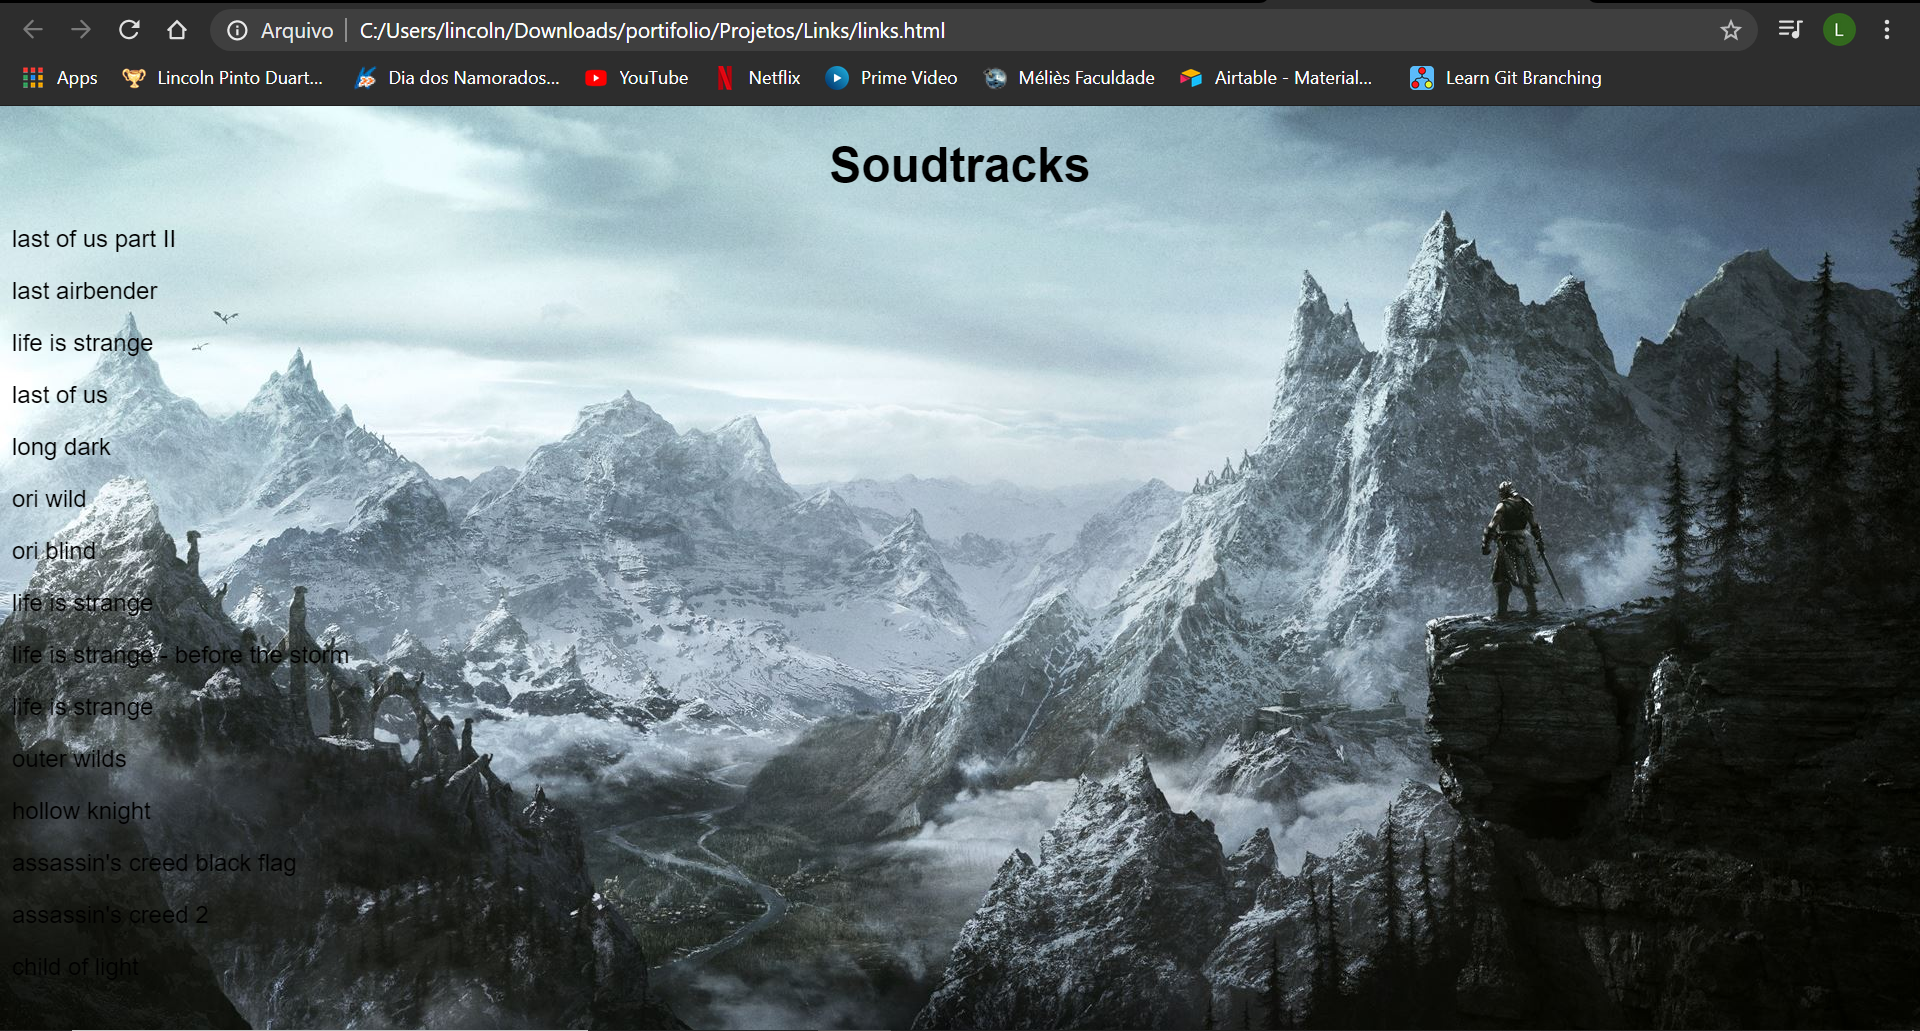 Arquivo C:/Users/lincoln/Downloads/portifolio/Projetos/Links/links.html L
Apps Lincoln Pinto Duart... Dia dos Namorados... YouTube Netflix Prime Video Méliès Faculdade Airtable - Material... Learn Git Branching
Soudtracks
last of us part II
last airbender
life is strange
last of us
long dark
ori wild
ori blind
life is strange
life is strange - before the storm
life is strange
outer wilds
hollow knight
assassin's creed black flag
assassin's creed 2
child of light